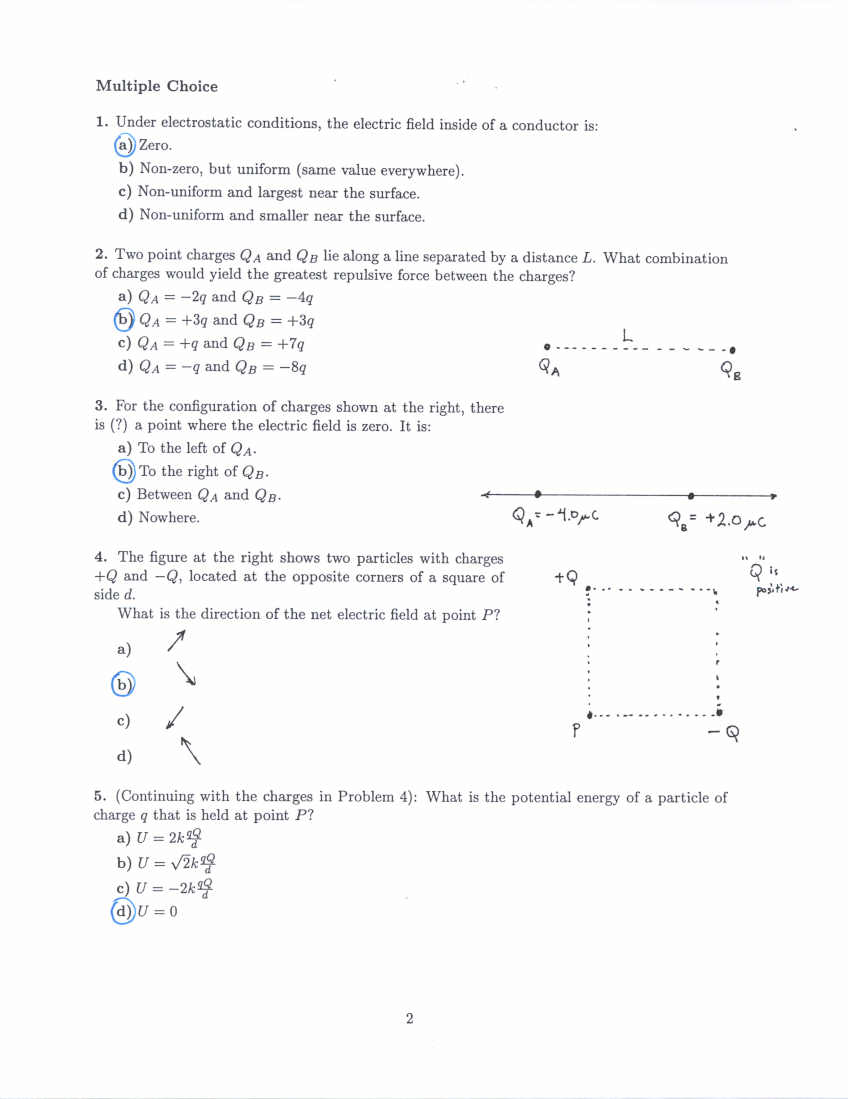 Multiple Choice
1. Under electrostatic conditions, the electric field inside of a conductor is:
a) Zero.
b) Non-zero, but uniform (same value everywhere).
c) Non-uniform and largest near the surface.
d) Non-uniform and smaller near the surface.
2. Two point charges Q_A and Q_B lie along a line separated by a distance L. What combination
of charges would yield the greatest repulsive force between the charges?
a) Q_A = −2q and Q_B = −4q
b) Q_A = +3q and Q_B = +3q
c) Q_A = +q and Q_B = +7q
d) Q_A = −q and Q_B = −8q
L
Q_A Q_B
3. For the configuration of charges shown at the right, there
is (?) a point where the electric field is zero. It is:
a) To the left of Q_A.
b) To the right of Q_B.
c) Between Q_A and Q_B.
d) Nowhere.
Q_A = −4.0 μC Q_B = +2.0 μC
4. The figure at the right shows two particles with charges
+Q and −Q, located at the opposite corners of a square of
side d.
What is the direction of the net electric field at point P?
a)
b)
c)
d)
+Q
"Q" is
positive
P −Q
5. (Continuing with the charges in Problem 4): What is the potential energy of a particle of
charge q that is held at point P?
a) U = 2k qQ/d
b) U = √2k qQ/d
c) U = −2k qQ/d
d) U = 0
2